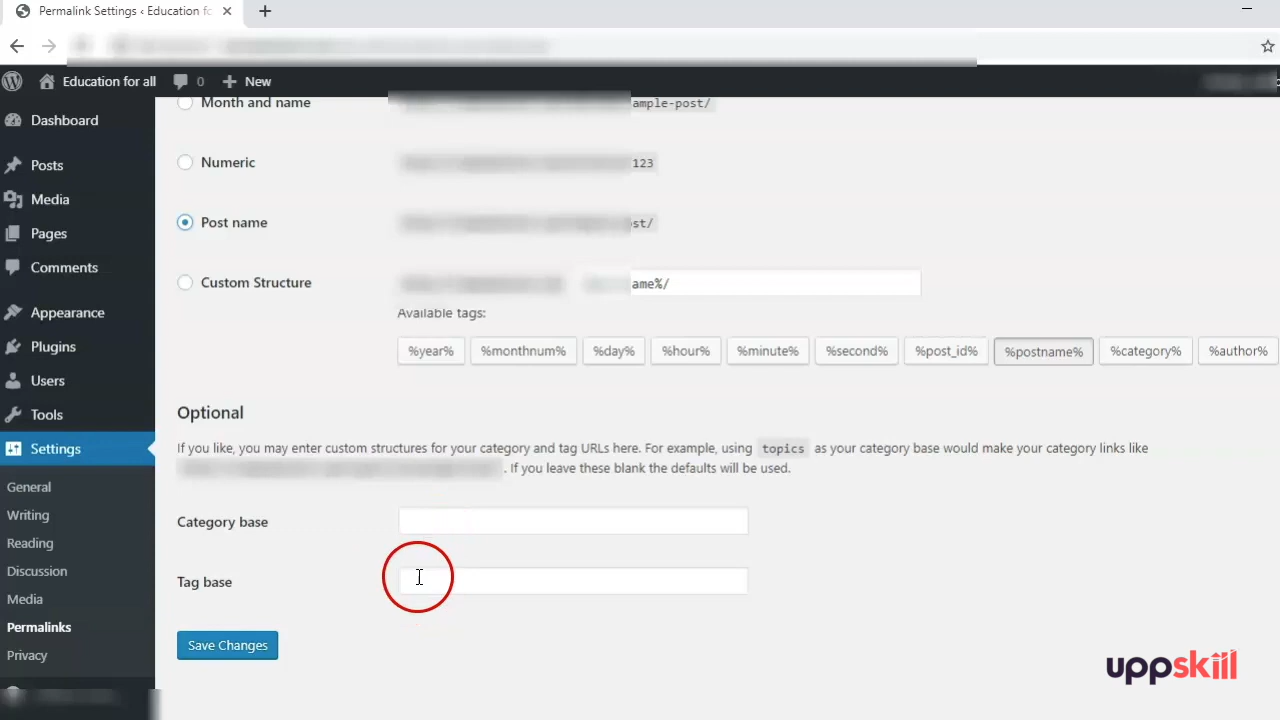 Permalink Settings ‹ Education fo
Education for all 0 New
Month and name ample-post/
Dashboard
Numeric 123
Posts
Media
Post name st/
Pages
Comments
Custom Structure ame%/
Available tags:
Appearance
%year% %monthnum% %day% %hour% %minute% %second% %post_id% %postname% %category% %author%
Plugins
Users
Tools
Optional
Settings
If you like, you may enter custom structures for your category and tag URLs here. For example, using topics as your category base would make your category links like
. If you leave these blank the defaults will be used.
General
Writing
Category base
Reading
Discussion
Tag base
Media
Permalinks
Save Changes
Privacy
uppskill